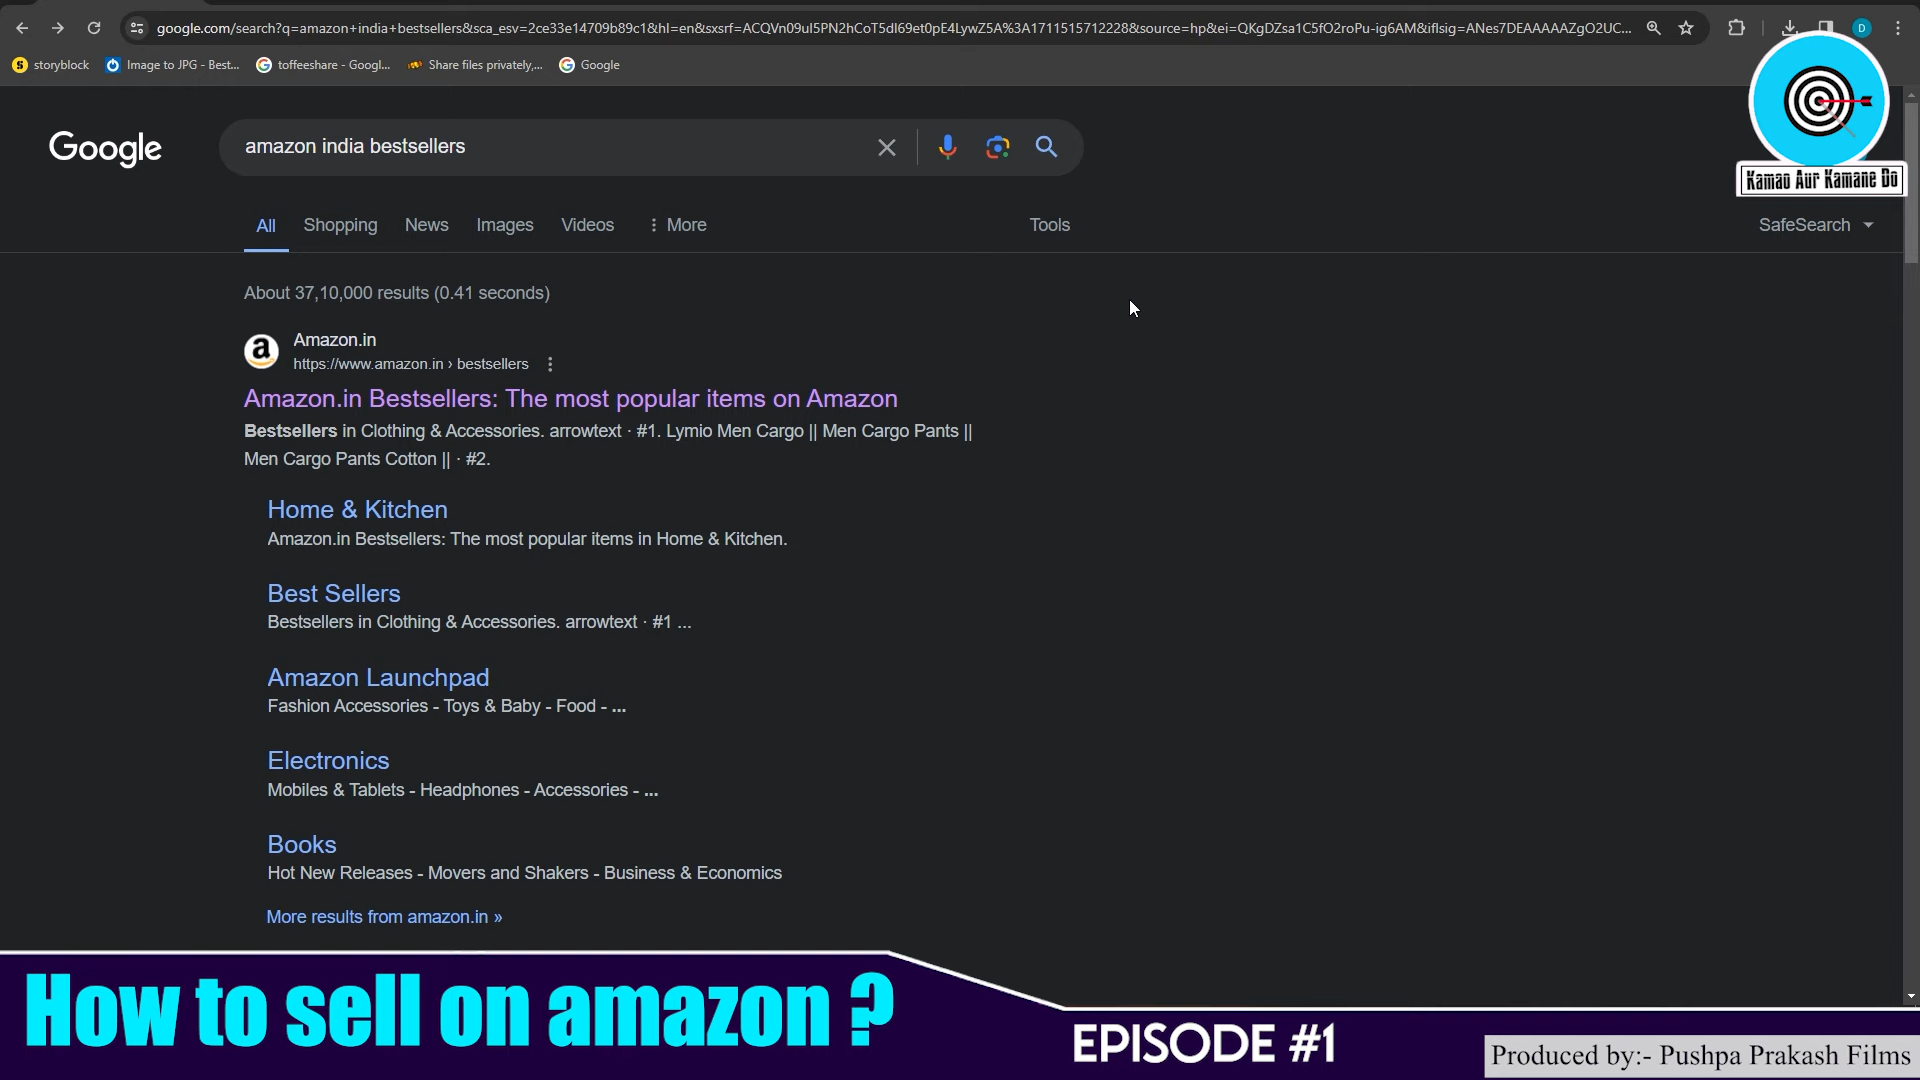 google.com/search?q=amazon+india+bestsellers&sca_esv=2ce33e14709b89c1&hl=en&sxsrf=ACQVn09ul5PN2hCoT5dI69et0pE4LywZ5A%3A1711515712228&source=hp&ei=QKgDZsa1C5fO2roPu-ig6AM&iflsig=ANes7DEAAAAAZgO2UC...
D
storyblock
Image to JPG - Best...
toffeeshare - Googl...
Share files privately,...
Google
Kamao Aur Kamane Do
Google
amazon india bestsellers
All
Shopping
News
Images
Videos
More
Tools
SafeSearch
About 37,10,000 results (0.41 seconds)
Amazon.in
https://www.amazon.in › bestsellers
Amazon.in Bestsellers: The most popular items on Amazon
Bestsellers in Clothing & Accessories. arrowtext · #1. Lymio Men Cargo || Men Cargo Pants ||
Men Cargo Pants Cotton || · #2.
Home & Kitchen
Amazon.in Bestsellers: The most popular items in Home & Kitchen.
Best Sellers
Bestsellers in Clothing & Accessories. arrowtext · #1 ...
Amazon Launchpad
Fashion Accessories - Toys & Baby - Food - ...
Electronics
Mobiles & Tablets - Headphones - Accessories - ...
Books
Hot New Releases - Movers and Shakers - Business & Economics
More results from amazon.in »
How to sell on amazon ?
EPISODE #1
Produced by:- Pushpa Prakash Films